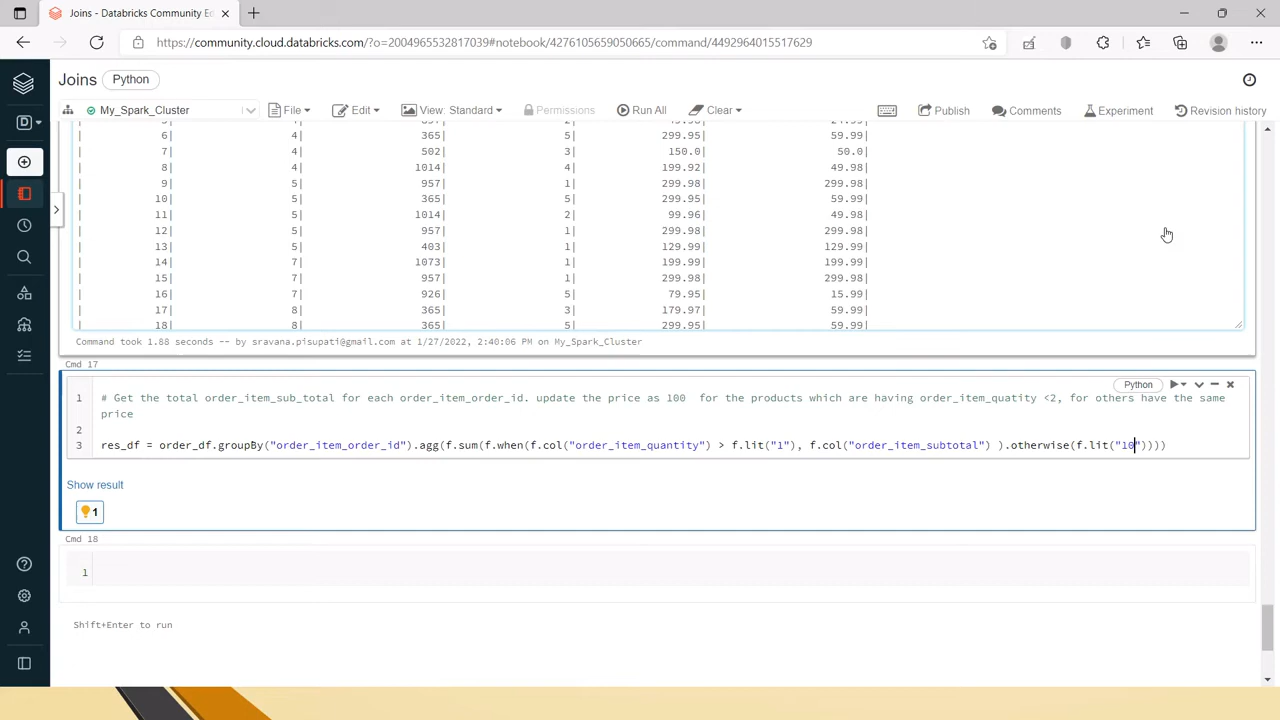 Joins - Databricks Community Ed
https://community.cloud.databricks.com/?o=2004965532817039#notebook/4276105659050665/command/4492964015517629
Joins Python
My_Spark_Cluster File Edit View: Standard Permissions Run All Clear Publish Comments Experiment Revision history
| 6| 4| 365| 5| 299.95| 59.99|
| 7| 4| 502| 3| 150.0| 50.0|
| 8| 4| 1014| 4| 199.92| 49.98|
| 9| 5| 957| 1| 299.98| 299.98|
| 10| 5| 365| 5| 299.95| 59.99|
| 11| 5| 1014| 2| 99.96| 49.98|
| 12| 5| 957| 1| 299.98| 299.98|
| 13| 5| 403| 1| 129.99| 129.99|
| 14| 7| 1073| 1| 199.99| 199.99|
| 15| 7| 957| 1| 299.98| 299.98|
| 16| 7| 926| 5| 79.95| 15.99|
| 17| 8| 365| 3| 179.97| 59.99|
| 18| 8| 365| 5| 299.95| 59.99|
Command took 1.88 seconds -- by sravana.pisupati@gmail.com at 1/27/2022, 2:40:06 PM on My_Spark_Cluster
Cmd 17
Python
1 # Get the total order_item_sub_total for each order_item_order_id. update the price as 100 for the products which are having order_item_quatity <2, for others have the same
price
2
3 res_df = order_df.groupBy("order_item_order_id").agg(f.sum(f.when(f.col("order_item_quantity") > f.lit("1"), f.col("order_item_subtotal") ).otherwise(f.lit("10"))))
Show result
1
Cmd 18
1
Shift+Enter to run